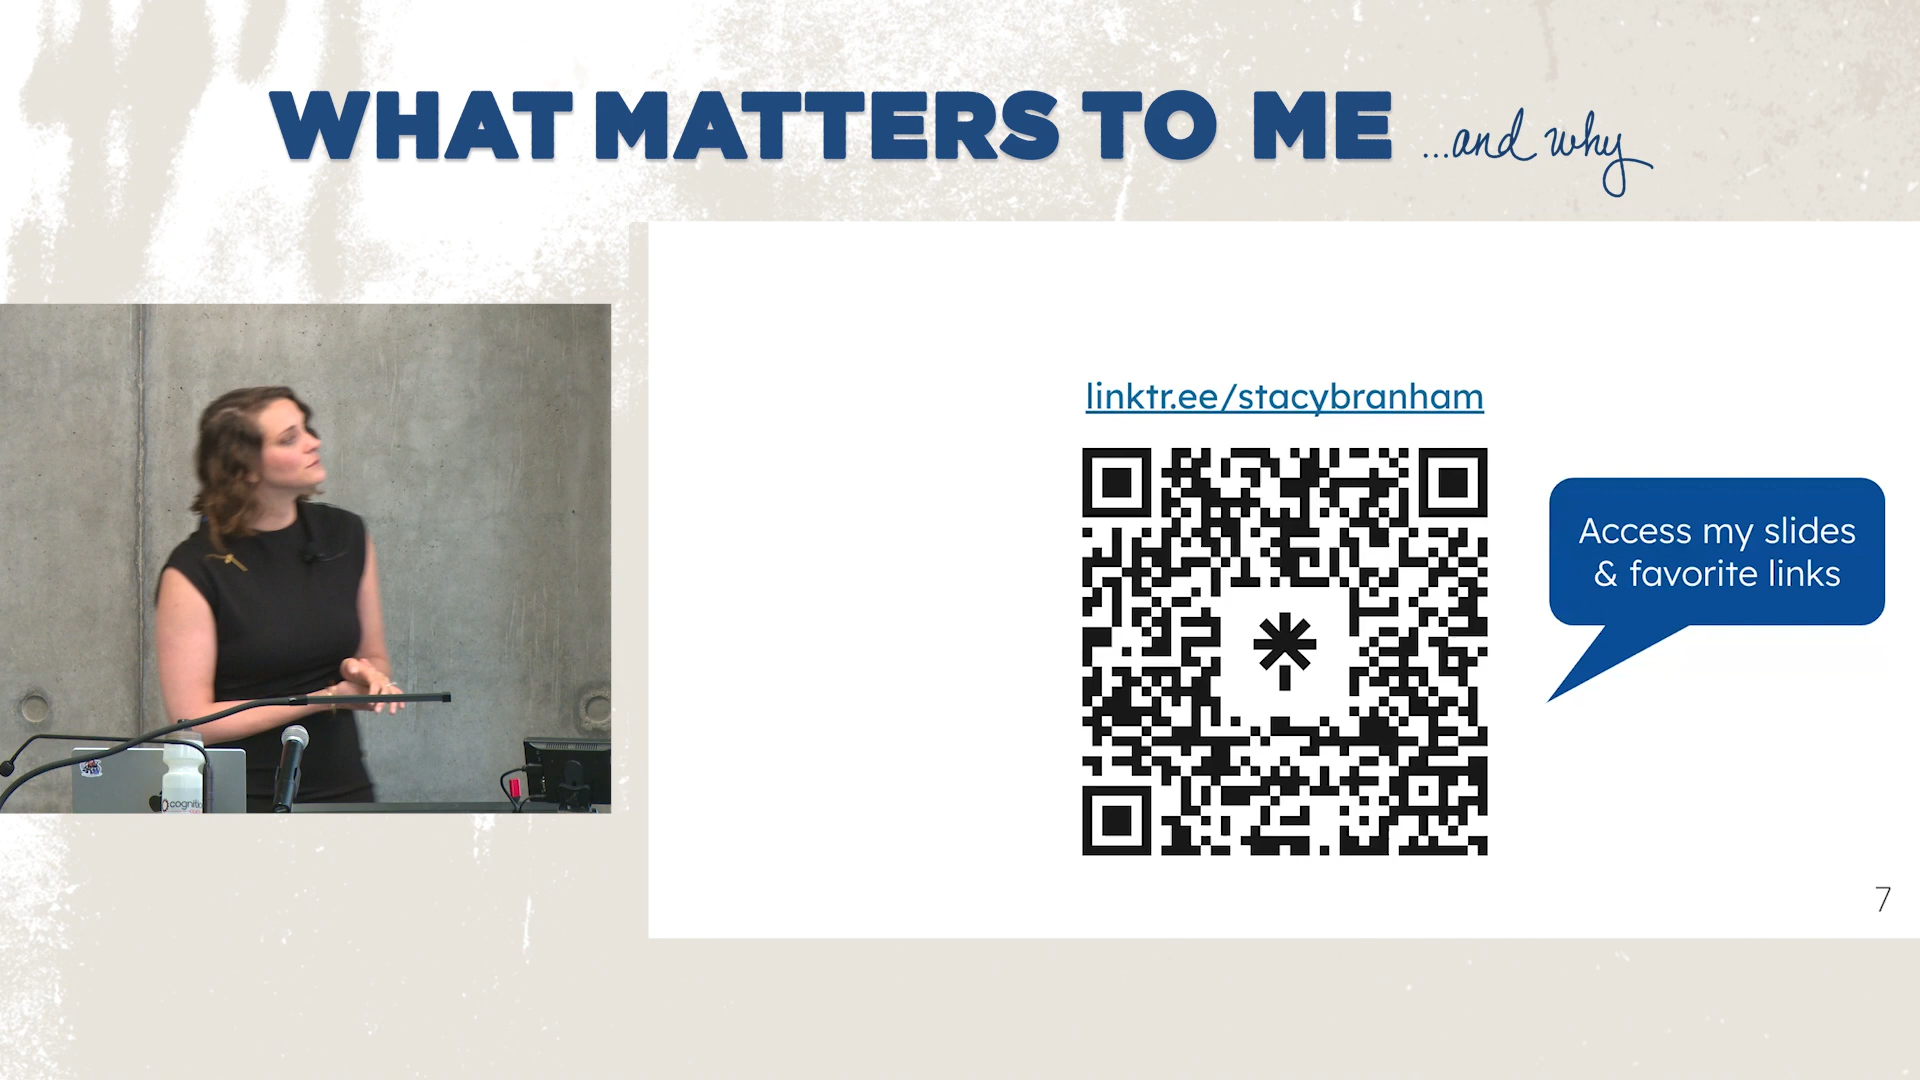 WHAT MATTERS TO ME ...and why
linktr.ee/stacybranham
Access my slides
& favorite links
7